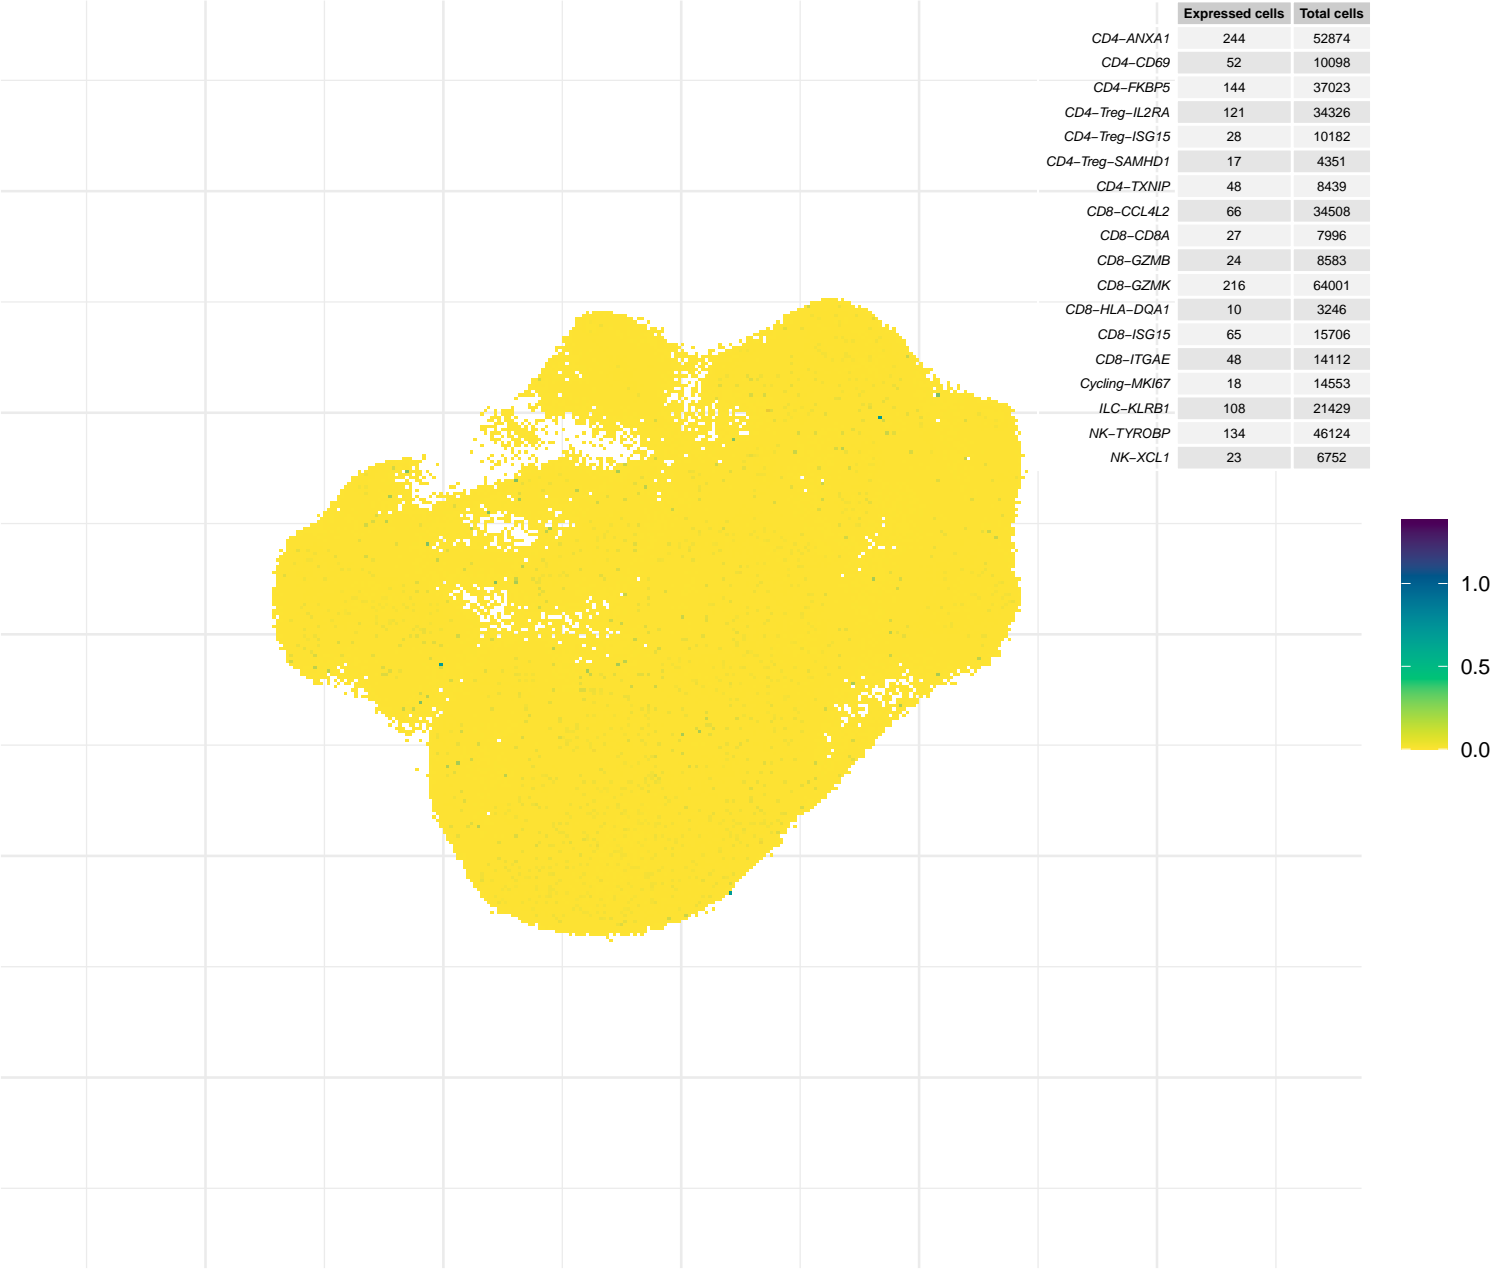 Expressed cells Total cells
CD4−ANXA1 244 52874
CD4−CD69 52 10098
CD4−FKBP5 144 37023
CD4−Treg−IL2RA 121 34326
CD4−Treg−ISG15 28 10182
CD4−Treg−SAMHD1 17 4351
CD4−TXNIP 48 8439
CD8−CCL4L2 66 34508
CD8−CD8A 27 7996
CD8−GZMB 24 8583
CD8−GZMK 216 64001
CD8−HLA−DQA1 10 3246
CD8−ISG15 65 15706
CD8−ITGAE 48 14112
Cycling−MKI67 18 14553
ILC−KLRB1 108 21429
NK−TYROBP 134 46124
NK−XCL1 23 6752
1.0
0.5
0.0